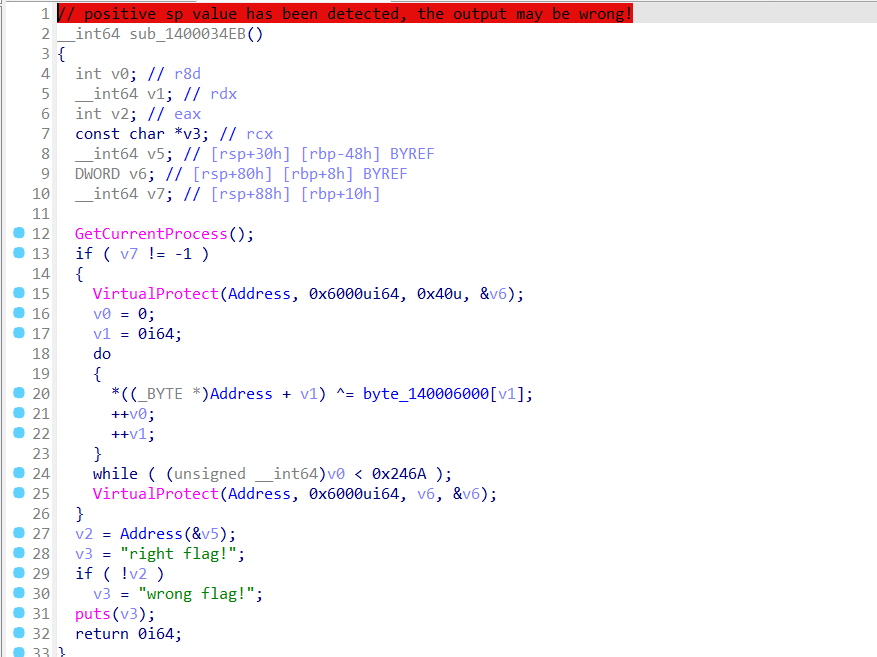 1 // positive sp value has been detected, the output may be wrong!
2 __int64 sub_1400034EB()
3 {
4 int v0; // r8d
5 __int64 v1; // rdx
6 int v2; // eax
7 const char *v3; // rcx
8 __int64 v5; // [rsp+30h] [rbp-48h] BYREF
9 DWORD v6; // [rsp+80h] [rbp+8h] BYREF
10 __int64 v7; // [rsp+88h] [rbp+10h]
11
12 GetCurrentProcess();
13 if ( v7 != -1 )
14 {
15 VirtualProtect(Address, 0x6000ui64, 0x40u, &v6);
16 v0 = 0;
17 v1 = 0i64;
18 do
19 {
20 *((_BYTE *)Address + v1) ^= byte_140006000[v1];
21 ++v0;
22 ++v1;
23 }
24 while ( (unsigned __int64)v0 < 0x246A );
25 VirtualProtect(Address, 0x6000ui64, v6, &v6);
26 }
27 v2 = Address(&v5);
28 v3 = "right flag!";
29 if ( !v2 )
30 v3 = "wrong flag!";
31 puts(v3);
32 return 0i64;
33 }